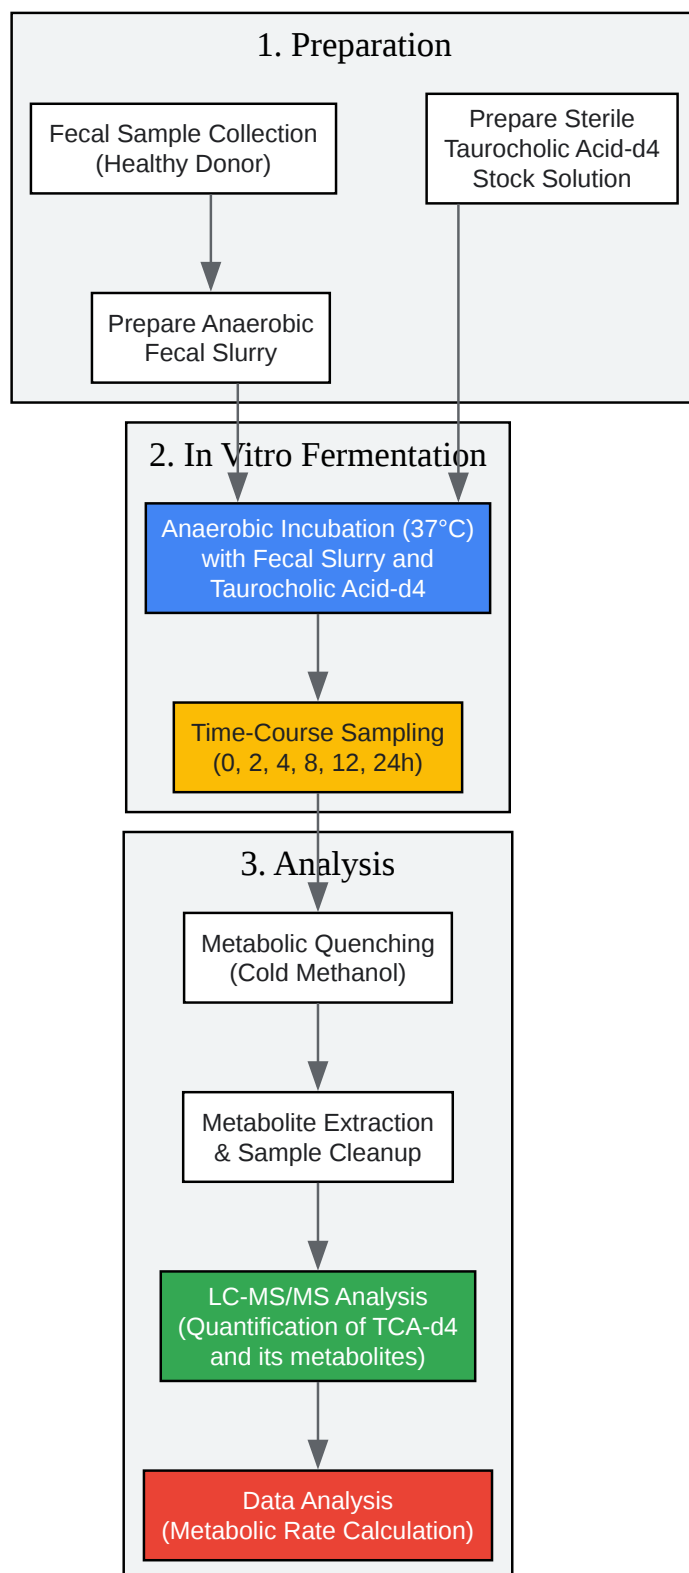 1. Preparation
Fecal Sample Collection
(Healthy Donor)
Prepare Sterile
Taurocholic Acid-d4
Stock Solution
Prepare Anaerobic
Fecal Slurry
2. In Vitro Fermentation
Anaerobic Incubation (37°C)
with Fecal Slurry and
Taurocholic Acid-d4
Time-Course Sampling
(0, 2, 4, 8, 12, 24h)
3. Analysis
Metabolic Quenching
(Cold Methanol)
Metabolite Extraction
& Sample Cleanup
LC-MS/MS Analysis
(Quantification of TCA-d4
and its metabolites)
Data Analysis
(Metabolic Rate Calculation)